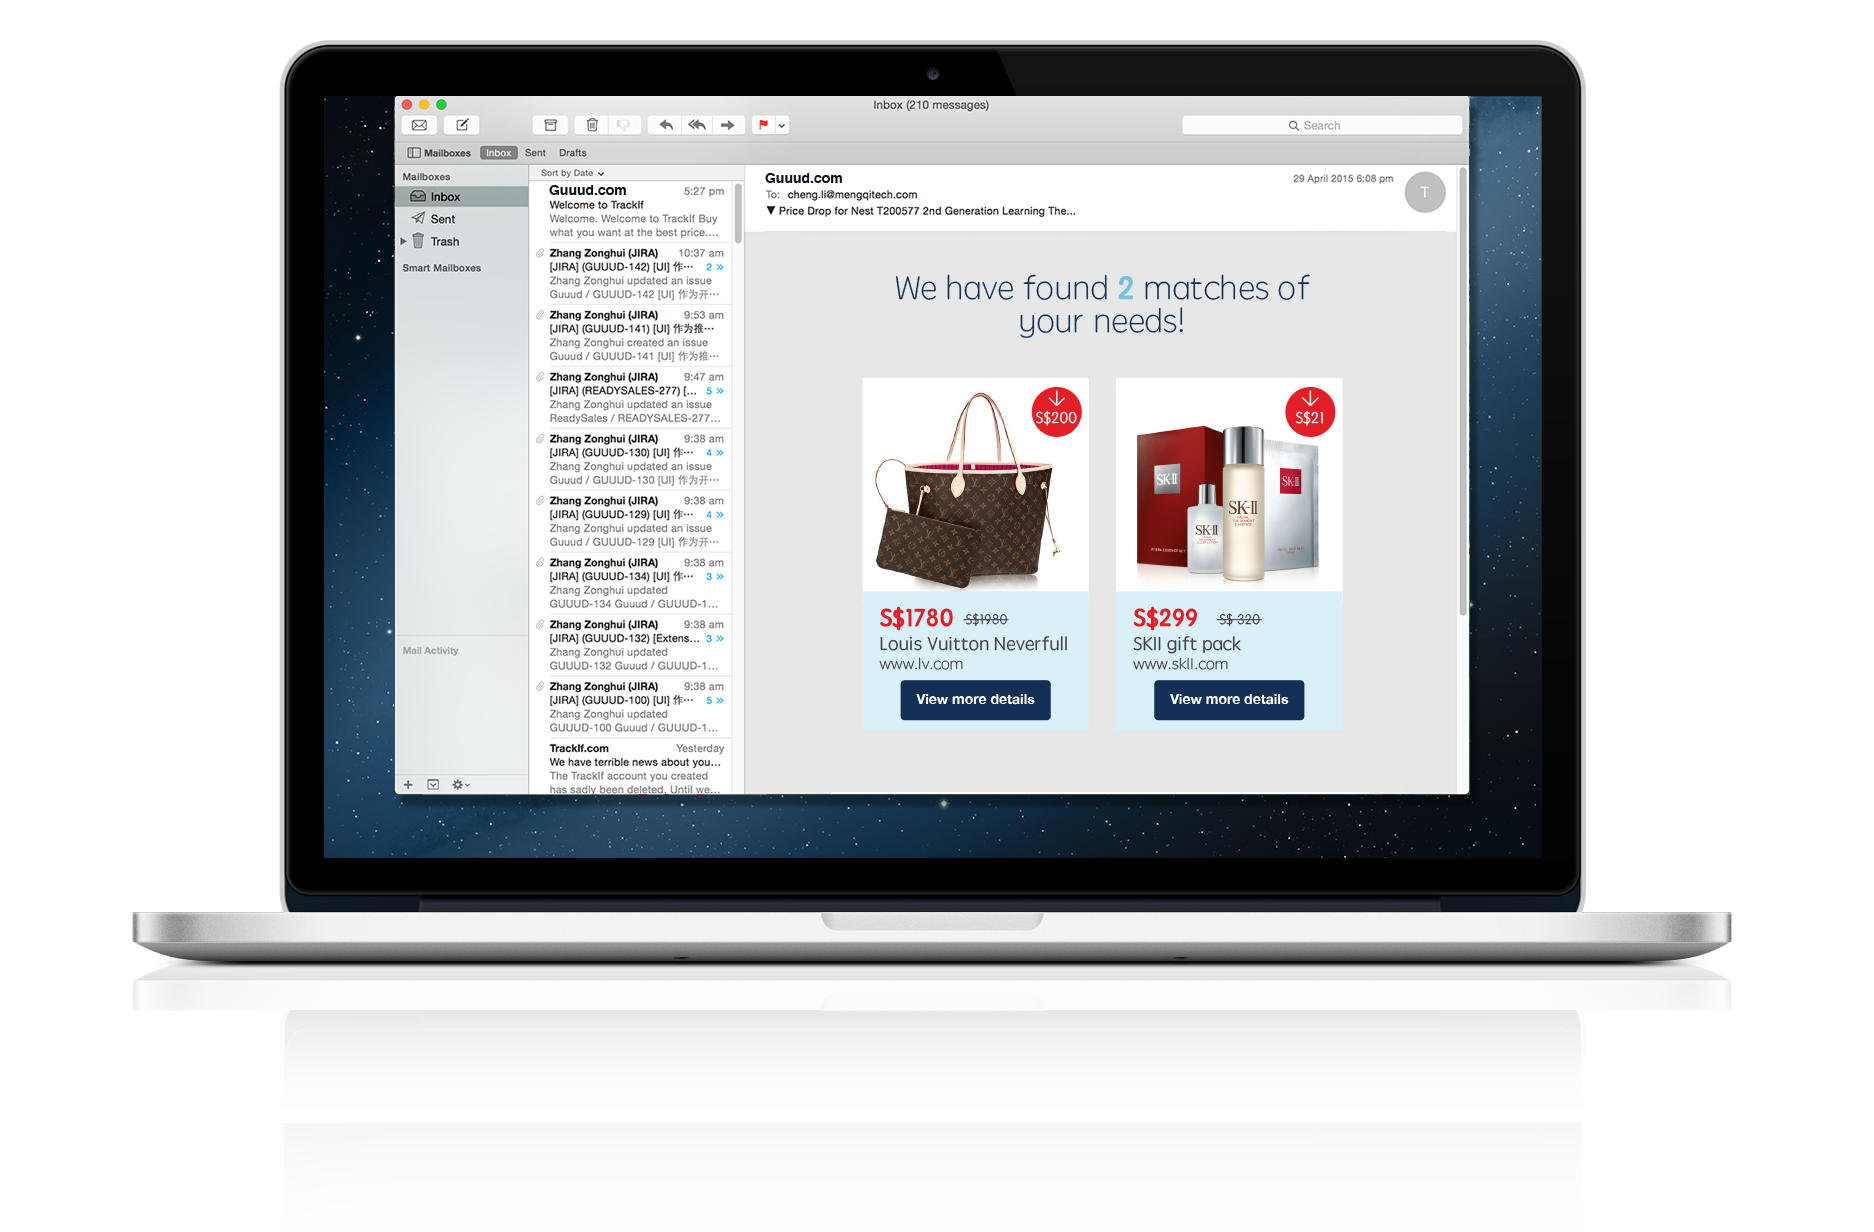 Inbox (210 messages)
Search
Mailboxes Inbox Sent Drafts
Mailboxes
Inbox
Sent
Trash
Smart Mailboxes
Mail Activity
Sort by Date
Guuud.com 5:27 pm
Welcome to TrackIf
Welcome. Welcome to TrackIf Buy
what you want at the best price....
Zhang Zonghui (JIRA) 10:37 am
[JIRA] (GUUUD-142) [UI] 作··· 2 »
Zhang Zonghui updated an issue
Guuud / GUUUD-142 [UI] 作为开···
Zhang Zonghui (JIRA) 9:53 am
[JIRA] (GUUUD-141) [UI] 作为推···
Zhang Zonghui created an issue
Guuud / GUUUD-141 [UI] 作为推···
Zhang Zonghui (JIRA) 9:47 am
[JIRA] (READYSALES-277) [... 5 »
Zhang Zonghui updated an issue
ReadySales / READYSALES-277...
Zhang Zonghui (JIRA) 9:38 am
[JIRA] (GUUUD-130) [UI] 作··· 4 »
Zhang Zonghui updated an issue
Guuud / GUUUD-130 [UI] 作为开···
Zhang Zonghui (JIRA) 9:38 am
[JIRA] (GUUUD-129) [UI] 作··· 4 »
Zhang Zonghui updated an issue
Guuud / GUUUD-129 [UI] 作为开···
Zhang Zonghui (JIRA) 9:38 am
[JIRA] (GUUUD-134) [UI] 作··· 3 »
Zhang Zonghui updated
GUUUD-134 Guuud / GUUUD-1...
Zhang Zonghui (JIRA) 9:38 am
[JIRA] (GUUUD-132) [Extens... 3 »
Zhang Zonghui updated
GUUUD-132 Guuud / GUUUD-1...
Zhang Zonghui (JIRA) 9:38 am
[JIRA] (GUUUD-100) [UI] 作··· 5 »
Zhang Zonghui updated
GUUUD-100 Guuud / GUUUD-1...
TrackIf.com Yesterday
We have terrible news about you...
The TrackIf account you created
has sadly been deleted, Until we...
Guuud.com 29 April 2015 6:08 pm
T
To: cheng.li@mengqitech.com
▼ Price Drop for Nest T200577 2nd Generation Learning The...
We have found 2 matches of
your needs!
S$200
S$1780 S$1980
Louis Vuitton Neverfull
www.lv.com
View more details
S$21
SK-II
SK-II
SK-II
SK-II
FACIAL
TREATMENT
ESSENCE
S$299 S$ 320
SKII gift pack
www.skII.com
View more details